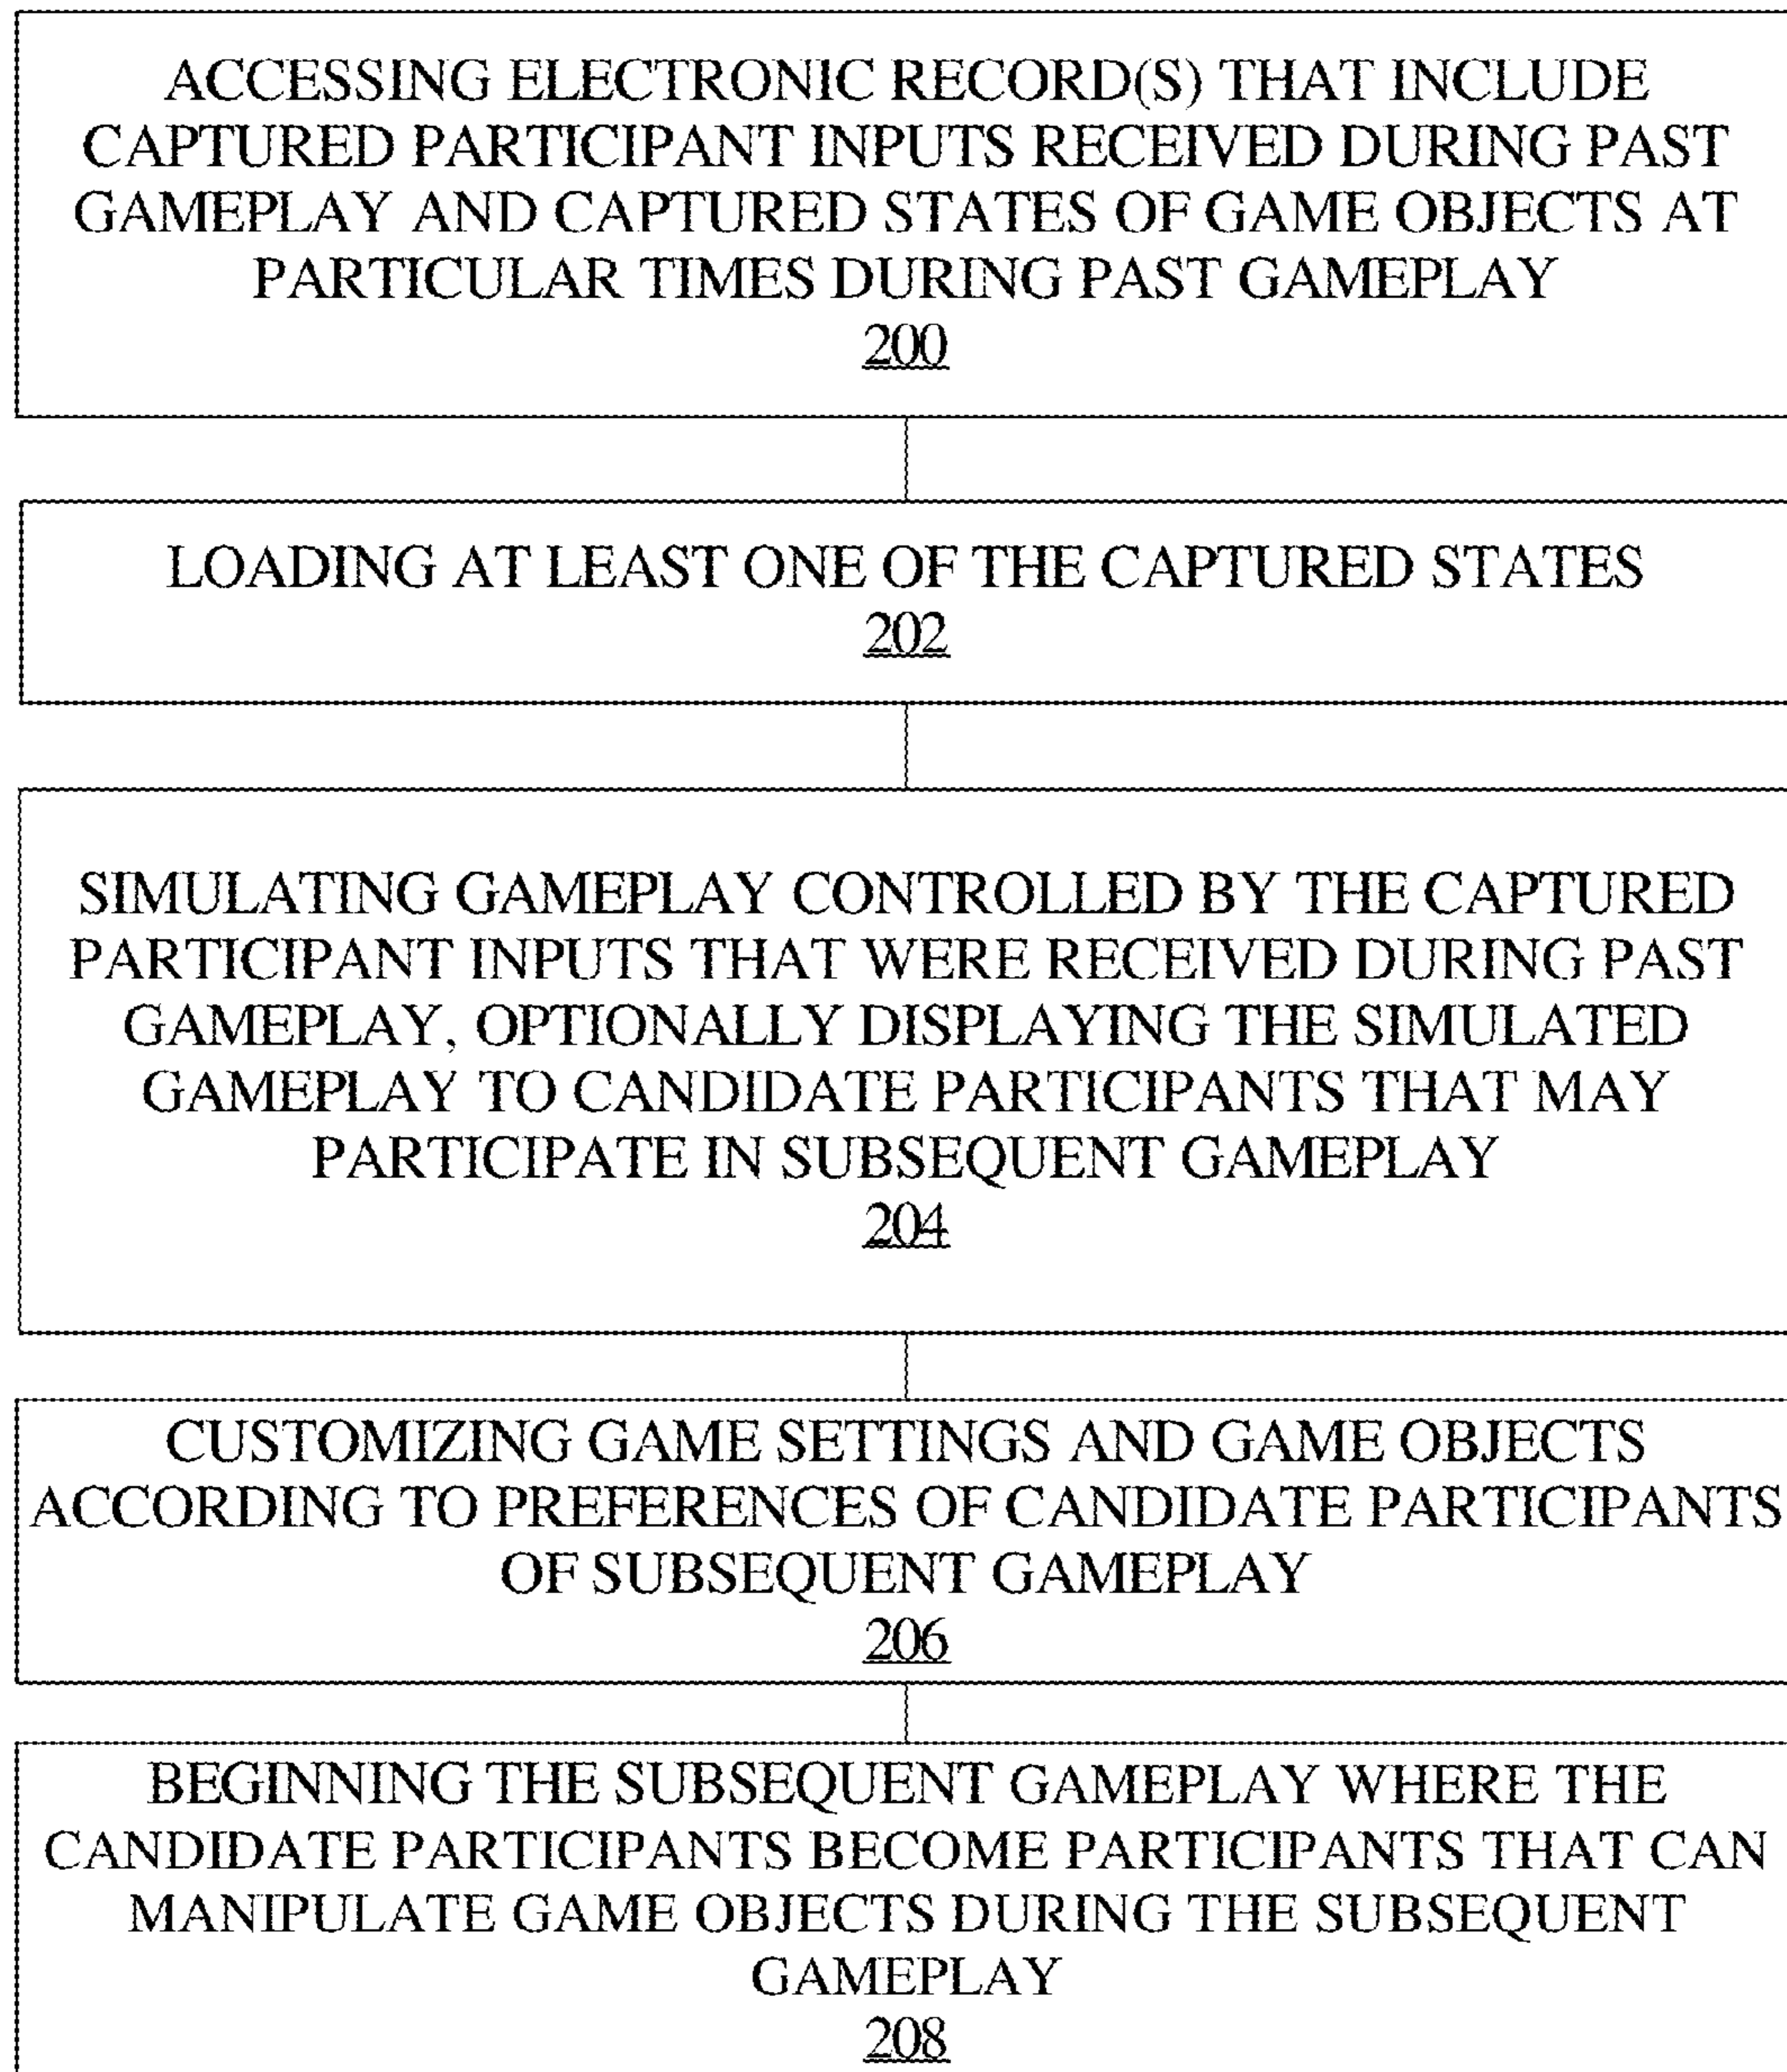 ACCESSING ELECTRONIC RECORD(S) THAT INCLUDE
CAPTURED PARTICIPANT INPUTS RECEIVED DURING PAST
GAMEPLAY AND CAPTURED STATES OF GAME OBJECTS AT
PARTICULAR TIMES DURING PAST GAMEPLAY
200
LOADING AT LEAST ONE OF THE CAPTURED STATES
202
SIMULATING GAMEPLAY CONTROLLED BY THE CAPTURED
PARTICIPANT INPUTS THAT WERE RECEIVED DURING PAST
GAMEPLAY, OPTIONALLY DISPLAYING THE SIMULATED
GAMEPLAY TO CANDIDATE PARTICIPANTS THAT MAY
PARTICIPATE IN SUBSEQUENT GAMEPLAY
204
CUSTOMIZING GAME SETTINGS AND GAME OBJECTS
ACCORDING TO PREFERENCES OF CANDIDATE PARTICIPANTS
OF SUBSEQUENT GAMEPLAY
206
BEGINNING THE SUBSEQUENT GAMEPLAY WHERE THE
CANDIDATE PARTICIPANTS BECOME PARTICIPANTS THAT CAN
MANIPULATE GAME OBJECTS DURING THE SUBSEQUENT
GAMEPLAY
208